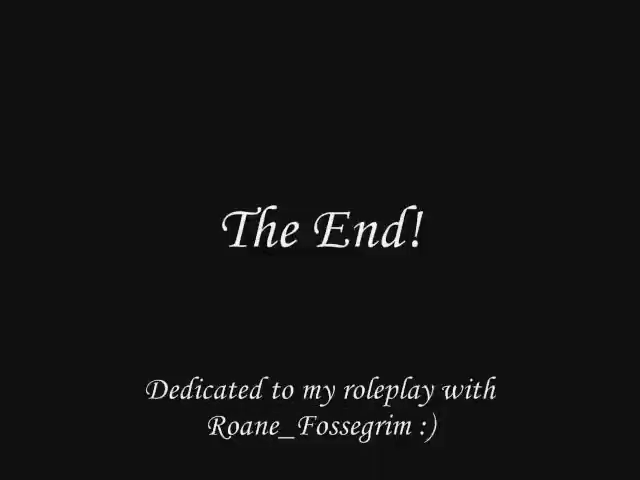 The End!
Dedicated to my roleplay with
Roane_Fossegrim :)